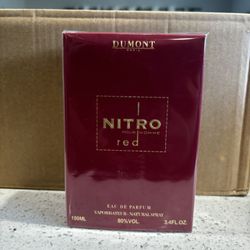 DUMONT
PARIS
NITRO
POUR HOMME
red
EAU DE PARFUM
VAPORISATEUR - NATURAL SPRAY
100ML 80%VOL 3.4FL.OZ